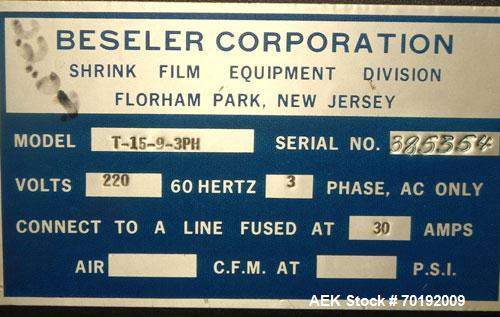 BESELER CORPORATION
SHRINK FILM EQUIPMENT DIVISION
FLORHAM PARK, NEW JERSEY
MODEL T-15-9-3PH SERIAL NO. 385354
VOLTS 220 60 HERTZ 3 PHASE, AC ONLY
CONNECT TO A LINE FUSED AT 30 AMPS
AIR C.F.M. AT P.S.I.
AEK Stock # 70192009